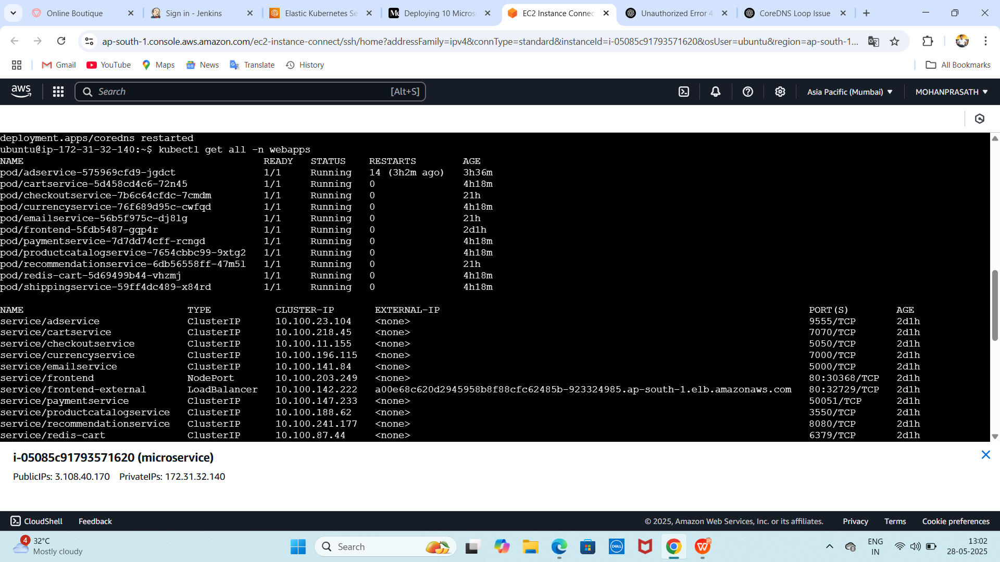 Online Boutique
Sign in - Jenkins
Elastic Kubernetes Se
Deploying 10 Micros
EC2 Instance Connec
Unauthorized Error 4
CoreDNS Loop Issue
ap-south-1.console.aws.amazon.com/ec2-instance-connect/ssh/home?addressFamily=ipv4&connType=standard&instanceId=i-05085c91793571620&osUser=ubuntu&region=ap-south-1...
Gmail YouTube Maps News Translate History All Bookmarks
aws Search [Alt+S] Asia Pacific (Mumbai) MOHANPRASATH
deployment.apps/coredns restarted
ubuntu@ip-172-31-32-140:~$ kubectl get all -n webapps
NAME READY STATUS RESTARTS AGE
pod/adservice-575969cfd9-jgdct 1/1 Running 14 (3h2m ago) 3h36m
pod/cartservice-5d458cd4c6-72n45 1/1 Running 0 4h18m
pod/checkoutservice-7b6c64cfdc-7cmdm 1/1 Running 0 21h
pod/currencyservice-76f689d95c-cwfqd 1/1 Running 0 4h18m
pod/emailservice-56b5f975c-dj8lg 1/1 Running 0 21h
pod/frontend-5fdb5487-gqp4r 1/1 Running 0 2d1h
pod/paymentservice-7d7dd74cff-rcngd 1/1 Running 0 4h18m
pod/productcatalogservice-7654cbbc99-9xtg2 1/1 Running 0 4h18m
pod/recommendationservice-6db56558ff-47m5l 1/1 Running 0 21h
pod/redis-cart-5d69499b44-vhzmj 1/1 Running 0 4h18m
pod/shippingservice-59ff4dc489-x84rd 1/1 Running 0 4h18m
NAME TYPE CLUSTER-IP EXTERNAL-IP PORT(S) AGE
service/adservice ClusterIP 10.100.23.104 <none> 9555/TCP 2d1h
service/cartservice ClusterIP 10.100.218.45 <none> 7070/TCP 2d1h
service/checkoutservice ClusterIP 10.100.11.155 <none> 5050/TCP 2d1h
service/currencyservice ClusterIP 10.100.196.115 <none> 7000/TCP 2d1h
service/emailservice ClusterIP 10.100.141.84 <none> 5000/TCP 2d1h
service/frontend NodePort 10.100.203.249 <none> 80:30368/TCP 2d1h
service/frontend-external LoadBalancer 10.100.142.222 a00e68c620d2945958b8f88cfc62485b-923324985.ap-south-1.elb.amazonaws.com 80:32729/TCP 2d1h
service/paymentservice ClusterIP 10.100.147.233 <none> 50051/TCP 2d1h
service/productcatalogservice ClusterIP 10.100.188.62 <none> 3550/TCP 2d1h
service/recommendationservice ClusterIP 10.100.241.177 <none> 8080/TCP 2d1h
service/redis-cart ClusterIP 10.100.87.44 <none> 6379/TCP 2d1h
i-05085c91793571620 (microservice)
PublicIPs: 3.108.40.170 PrivateIPs: 172.31.32.140
CloudShell Feedback © 2025, Amazon Web Services, Inc. or its affiliates. Privacy Terms Cookie preferences
4 32°C
Mostly cloudy
Search
DELL
ENG
IN
13:02
28-05-2025